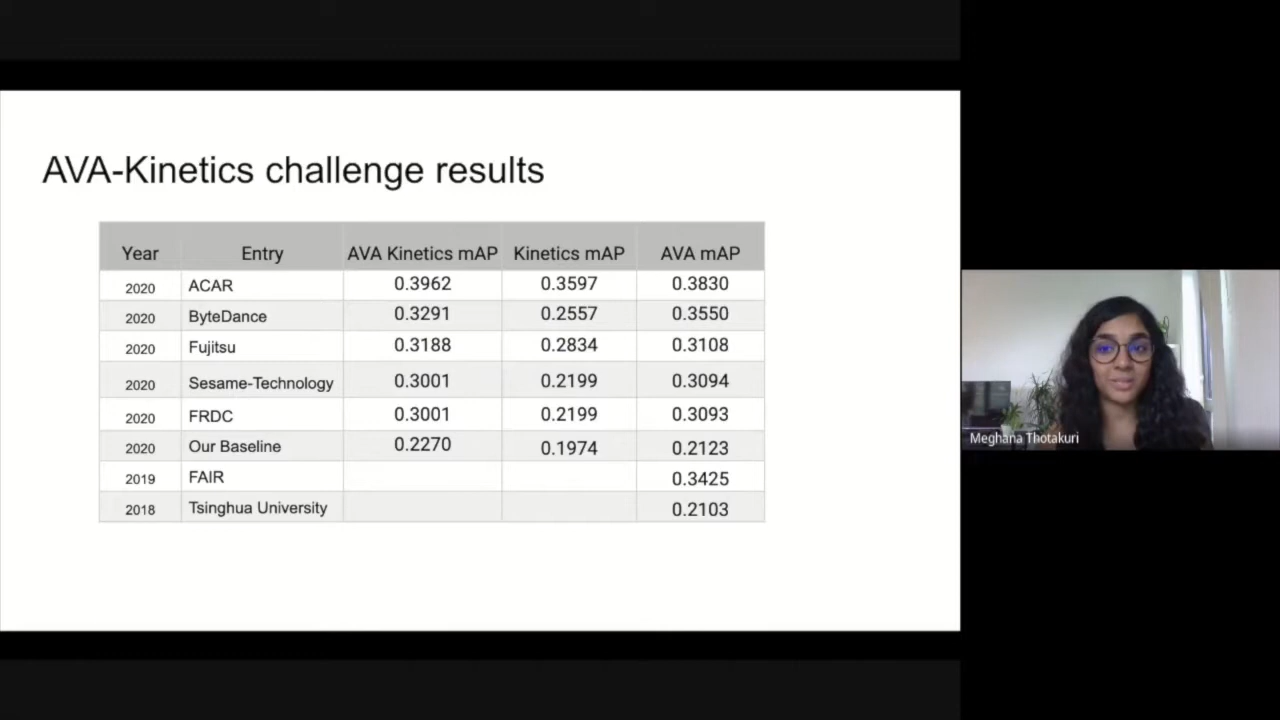 AVA-Kinetics challenge results
Year Entry AVA Kinetics mAP Kinetics mAP AVA mAP
2020 ACAR 0.3962 0.3597 0.3830
2020 ByteDance 0.3291 0.2557 0.3550
2020 Fujitsu 0.3188 0.2834 0.3108
2020 Sesame-Technology 0.3001 0.2199 0.3094
2020 FRDC 0.3001 0.2199 0.3093
2020 Our Baseline 0.2270 0.1974 0.2123
2019 FAIR 0.3425
2018 Tsinghua University 0.2103
Meghana Thotakuri